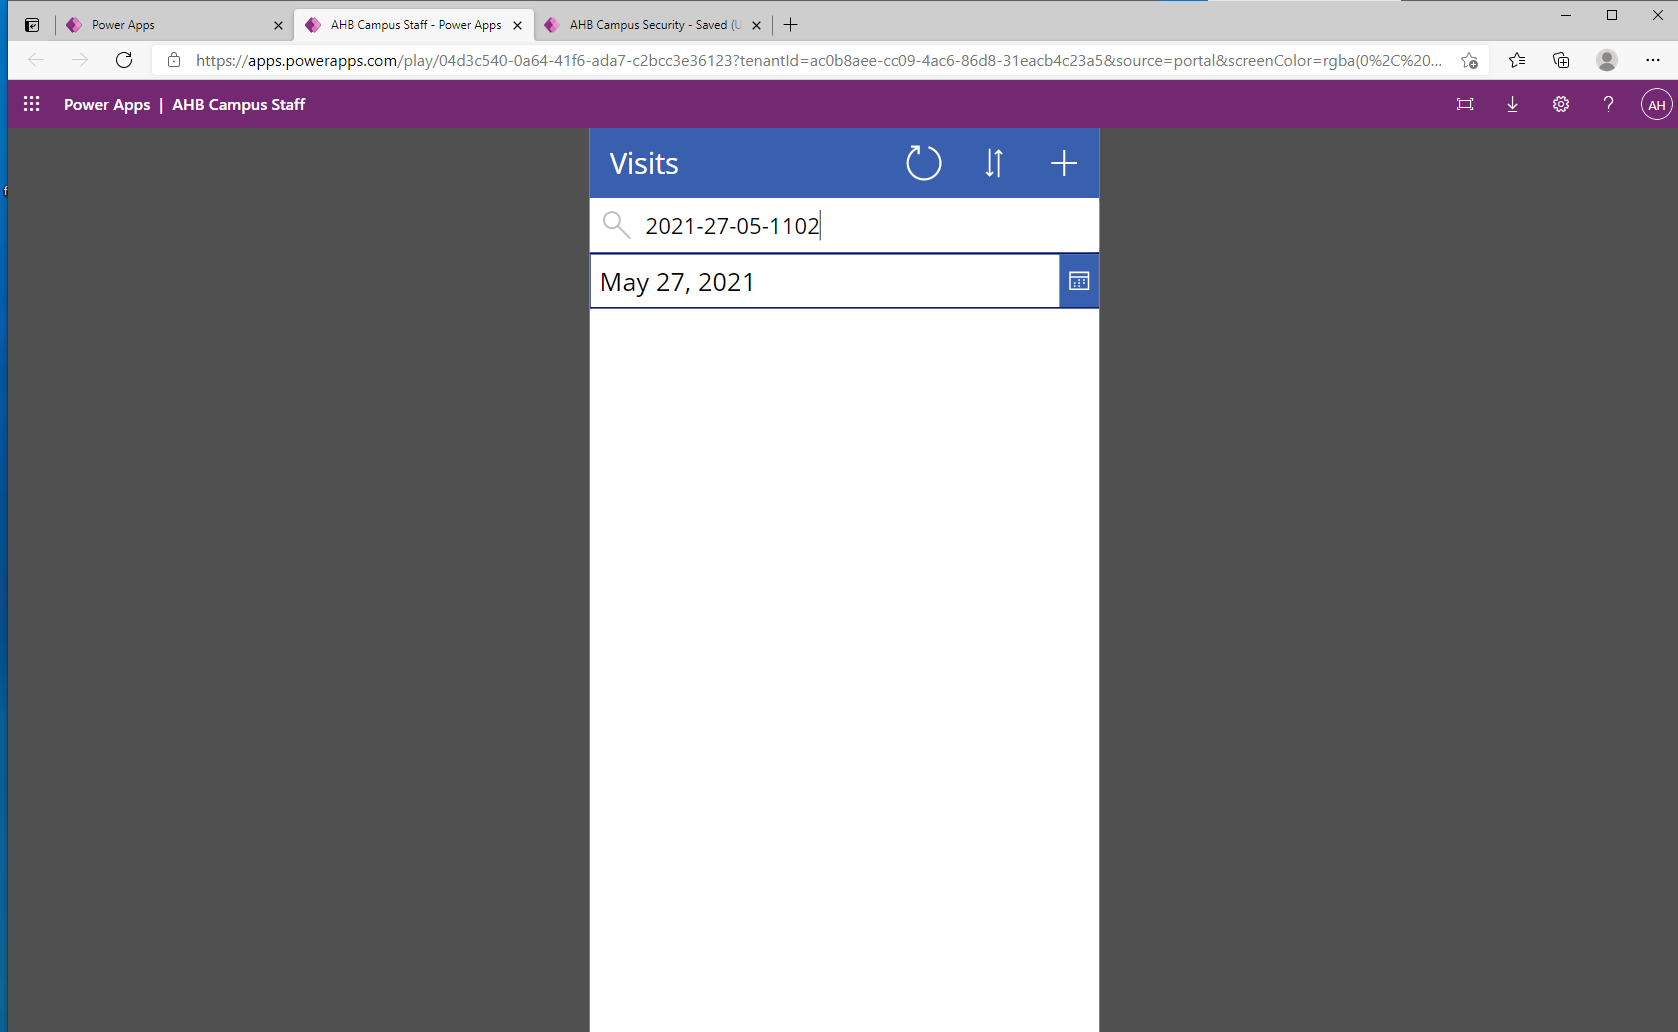 Power Apps
AHB Campus Staff - Power Apps
AHB Campus Security - Saved (U
https://apps.powerapps.com/play/04d3c540-0a64-41f6-ada7-c2bcc3e36123?tenantId=ac0b8aee-cc09-4ac6-86d8-31eacb4c23a5&source=portal&screenColor=rgba(0%2C%20...
Power Apps | AHB Campus Staff
AH
Visits
f
2021-27-05-1102
May 27, 2021